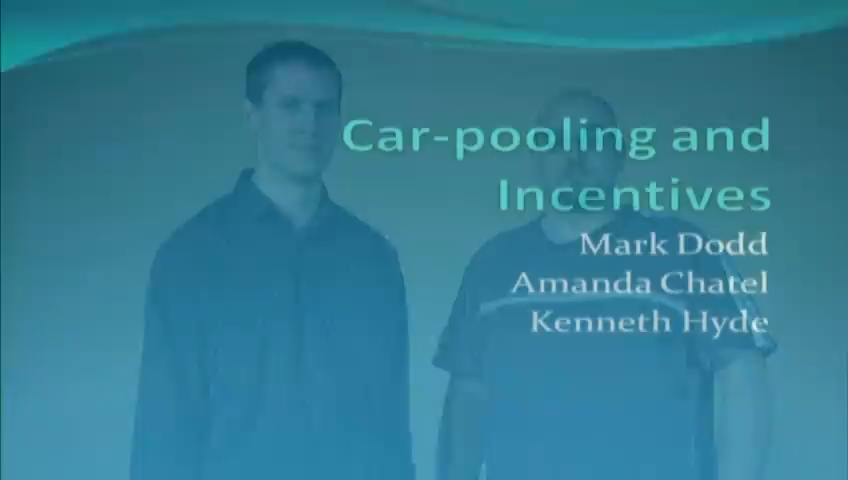 Car-pooling and
Incentives
Mark Dodd
Amanda Chatel
Kenneth Hyde